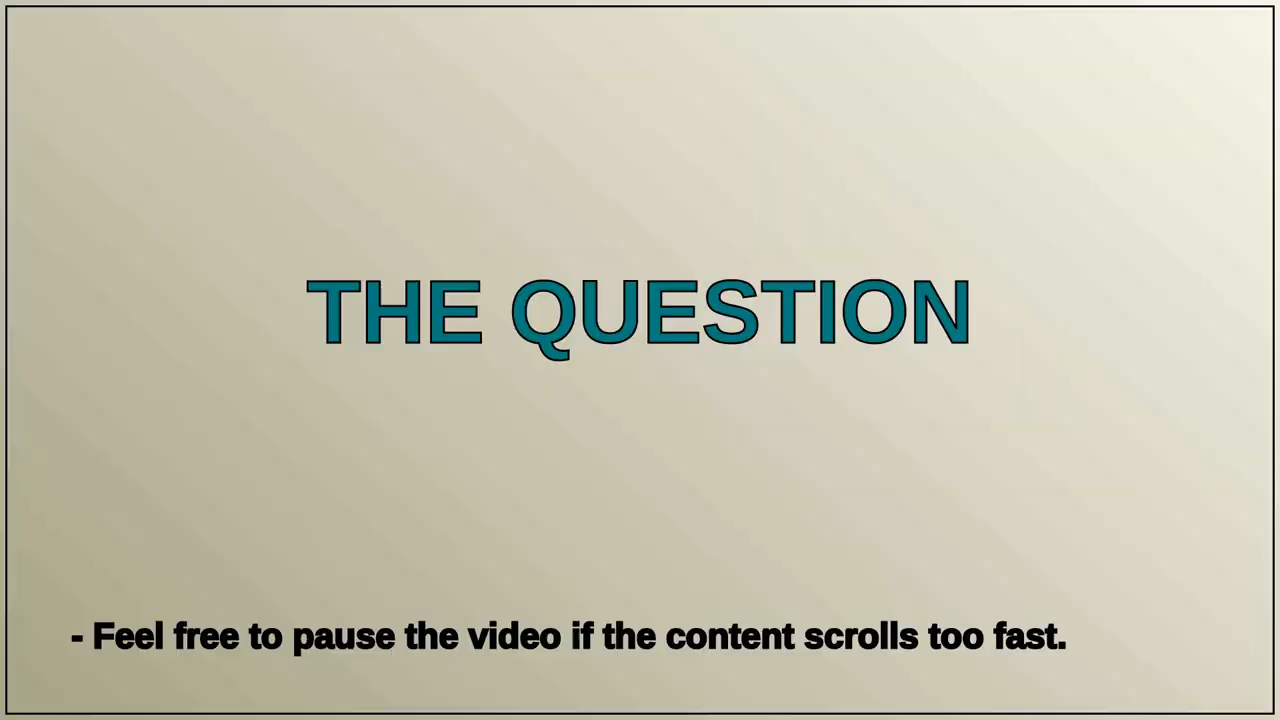 THE QUESTION
- Feel free to pause the video if the content scrolls too fast.